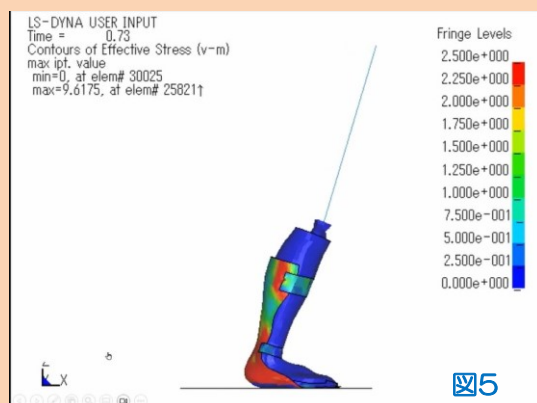 LS-DYNA USER INPUT
Time = 0.73
Contours of Effective Stress (v-m)
max ipt. value
min=0, at elem# 30025
max=9.6175, at elem# 25821↑
Fringe Levels
2.500e+000
2.250e+000
2.000e+000
1.750e+000
1.500e+000
1.250e+000
1.000e+000
7.500e-001
5.000e-001
2.500e-001
0.000e+000
X
図5